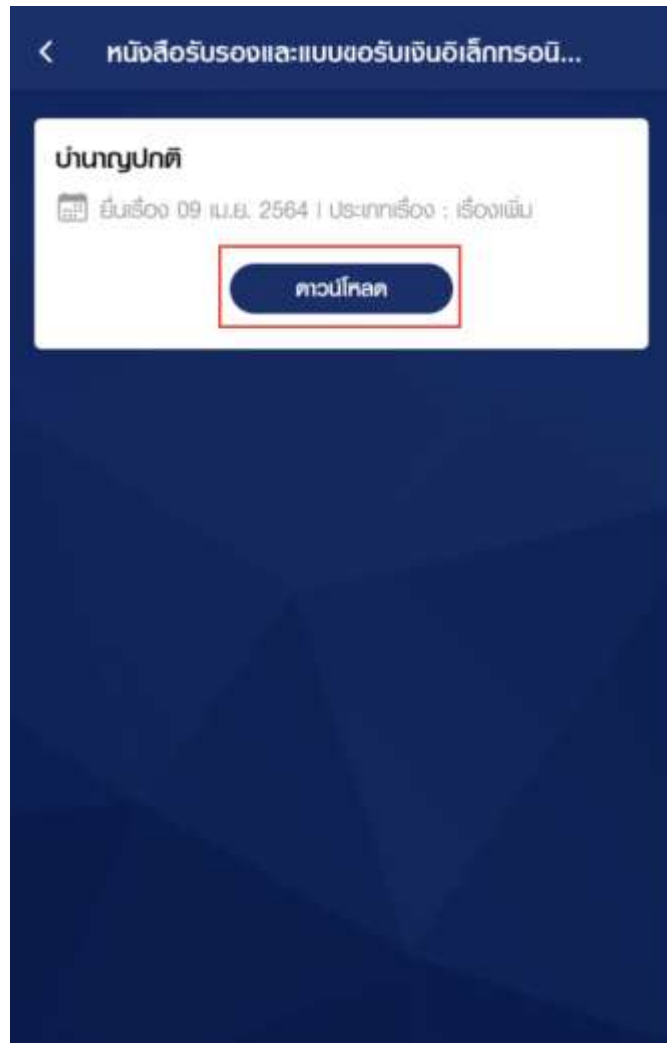 หนังสือรับรองและแบบขอรับเงินอิเล็กทรอนิ...
บำนาญปกติ
ยื่นเรื่อง 09 เม.ย. 2564 | ประเภทเรื่อง : เรื่องเพิ่ม
ดาวน์โหลด